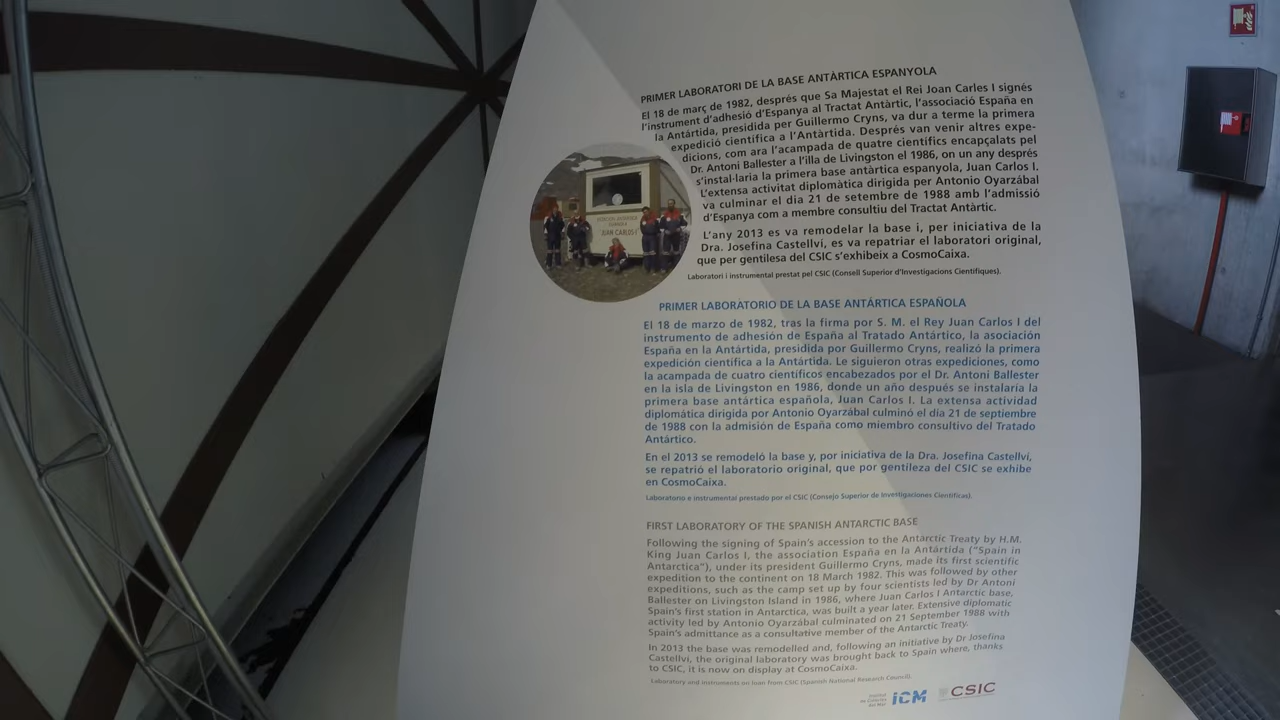 PRIMER LABORATORI DE LA BASE ANTÀRTICA ESPANYOLA
El 18 de març de 1982, després que Sa Majestat el Rei Joan Carles I signés
l'instrument d'adhesió d'Espanya al Tractat Antàrtic, l'associació España en
la Antártida, presidida per Guillermo Cryns, va dur a terme la primera
expedició científica a l'Antàrtida. Després van venir altres expe-
dicions, com ara l'acampada de quatre científics encapçalats pel
Dr. Antoni Ballester a l'illa de Livingston el 1986, on un any després
s'instal·laria la primera base antàrtica espanyola, Juan Carlos I.
L'extensa activitat diplomàtica dirigida per Antonio Oyarzábal
va culminar el dia 21 de setembre de 1988 amb l'admissió
d'Espanya com a membre consultiu del Tractat Antàrtic.
L'any 2013 es va remodelar la base i, per iniciativa de la
Dra. Josefina Castellví, es va repatriar el laboratori original,
que per gentilesa del CSIC s'exhibeix a CosmoCaixa.
Laboratori i instrumental prestat pel CSIC (Consell Superior d'Investigacions Científiques).
JUAN CARLOS I
PRIMER LABORATORIO DE LA BASE ANTÁRTICA ESPAÑOLA
El 18 de marzo de 1982, tras la firma por S. M. el Rey Juan Carlos I del
instrumento de adhesión de España al Tratado Antártico, la asociación
España en la Antártida, presidida por Guillermo Cryns, realizó la primera
expedición científica a la Antártida. Le siguieron otras expediciones, como
la acampada de cuatro científicos encabezados por el Dr. Antoni Ballester
en la isla de Livingston en 1986, donde un año después se instalaría la
primera base antártica española, Juan Carlos I. La extensa actividad
diplomática dirigida por Antonio Oyarzábal culminó el día 21 de septiembre
de 1988 con la admisión de España como miembro consultivo del Tratado
Antártico.
En el 2013 se remodeló la base y, por iniciativa de la Dra. Josefina Castellví,
se repatrió el laboratorio original, que por gentileza del CSIC se exhibe
en CosmoCaixa.
Laboratorio e instrumental prestado por el CSIC (Consejo Superior de Investigaciones Científicas).
FIRST LABORATORY OF THE SPANISH ANTARCTIC BASE
Following the signing of Spain's accession to the Antarctic Treaty by H.M.
King Juan Carlos I, the association España en la Antártida ("Spain in
Antarctica"), under its president Guillermo Cryns, made its first scientific
expedition to the continent on 18 March 1982. This was followed by other
expeditions, such as the camp set up by four scientists led by Dr Antoni
Ballester on Livingston Island in 1986, where Juan Carlos I Antarctic base,
Spain's first station in Antarctica, was built a year later. Extensive diplomatic
activity led by Antonio Oyarzábal culminated on 21 September 1988 with
Spain's admittance as a consultative member of the Antarctic Treaty.
In 2013 the base was remodelled and, following an initiative by Dr Josefina
Castellví, the original laboratory was brought back to Spain where, thanks
to CSIC, it is now on display at CosmoCaixa.
Laboratory and instruments on loan from CSIC (Spanish National Research Council).
Institut
de Ciències
del Mar
ICM
CSIC